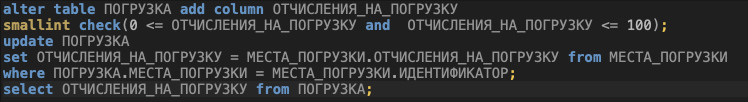 alter table ПОГРУЗКА add column ОТЧИСЛЕНИЯ_НА_ПОГРУЗКУ
smallint check(0 <= ОТЧИСЛЕНИЯ_НА_ПОГРУЗКУ and  ОТЧИСЛЕНИЯ_НА_ПОГРУЗКУ <= 100);
update ПОГРУЗКА
set ОТЧИСЛЕНИЯ_НА_ПОГРУЗКУ = МЕСТА_ПОГРУЗКИ.ОТЧИСЛЕНИЯ_НА_ПОГРУЗКУ from МЕСТА_ПОГРУЗКИ
where ПОГРУЗКА.МЕСТА_ПОГРУЗКИ = МЕСТА_ПОГРУЗКИ.ИДЕНТИФИКАТОР;
select ОТЧИСЛЕНИЯ_НА_ПОГРУЗКУ from ПОГРУЗКА;